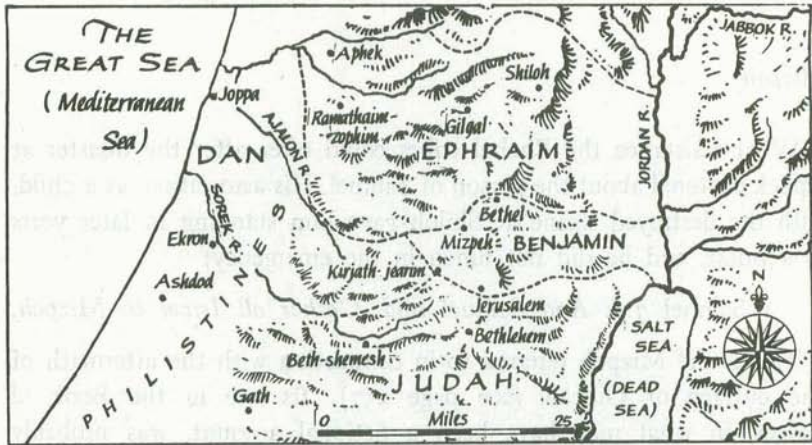 THE
GREAT SEA
(Mediterranean
Sea)
Aphek
JABBOK R.
Shiloh
Joppa
Ramathaim-
zophim
Gilgal
AJALON R.
DAN
EPHRAIM
JORDAN R.
Bethel
SOREK R.
Mizpeh
BENJAMIN
Ekron
Kirjath-jearim
N
Ashdod
Jerusalem
SALT
SEA
Bethlehem
Beth-shemesh
(DEAD
SEA)
JUDAH
PHILISTINES
Gath
0 Miles 25